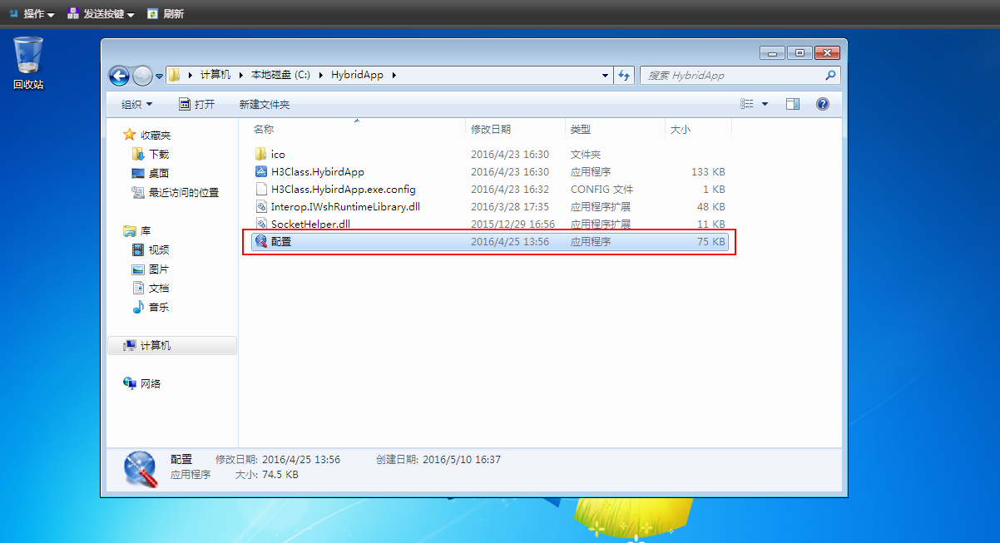 操作 发送按键 刷新
回收站
计算机 本地磁盘 (C:) HybridApp 搜索 HybridApp
组织 打开 新建文件夹
收藏夹
下载
桌面
最近访问的位置
库
视频
图片
文档
音乐
计算机
网络
名称 修改日期 类型 大小
ico 2016/4/23 16:30 文件夹
H3Class.HybirdApp 2016/4/23 16:30 应用程序 133 KB
H3Class.HybirdApp.exe.config 2016/4/23 16:32 CONFIG 文件 1 KB
Interop.IWshRuntimeLibrary.dll 2016/3/28 17:35 应用程序扩展 48 KB
SocketHelper.dll 2015/12/29 16:56 应用程序扩展 11 KB
配置 2016/4/25 13:56 应用程序 75 KB
配置 修改日期: 2016/4/25 13:56 创建日期: 2016/5/10 16:37
应用程序 大小: 74.5 KB